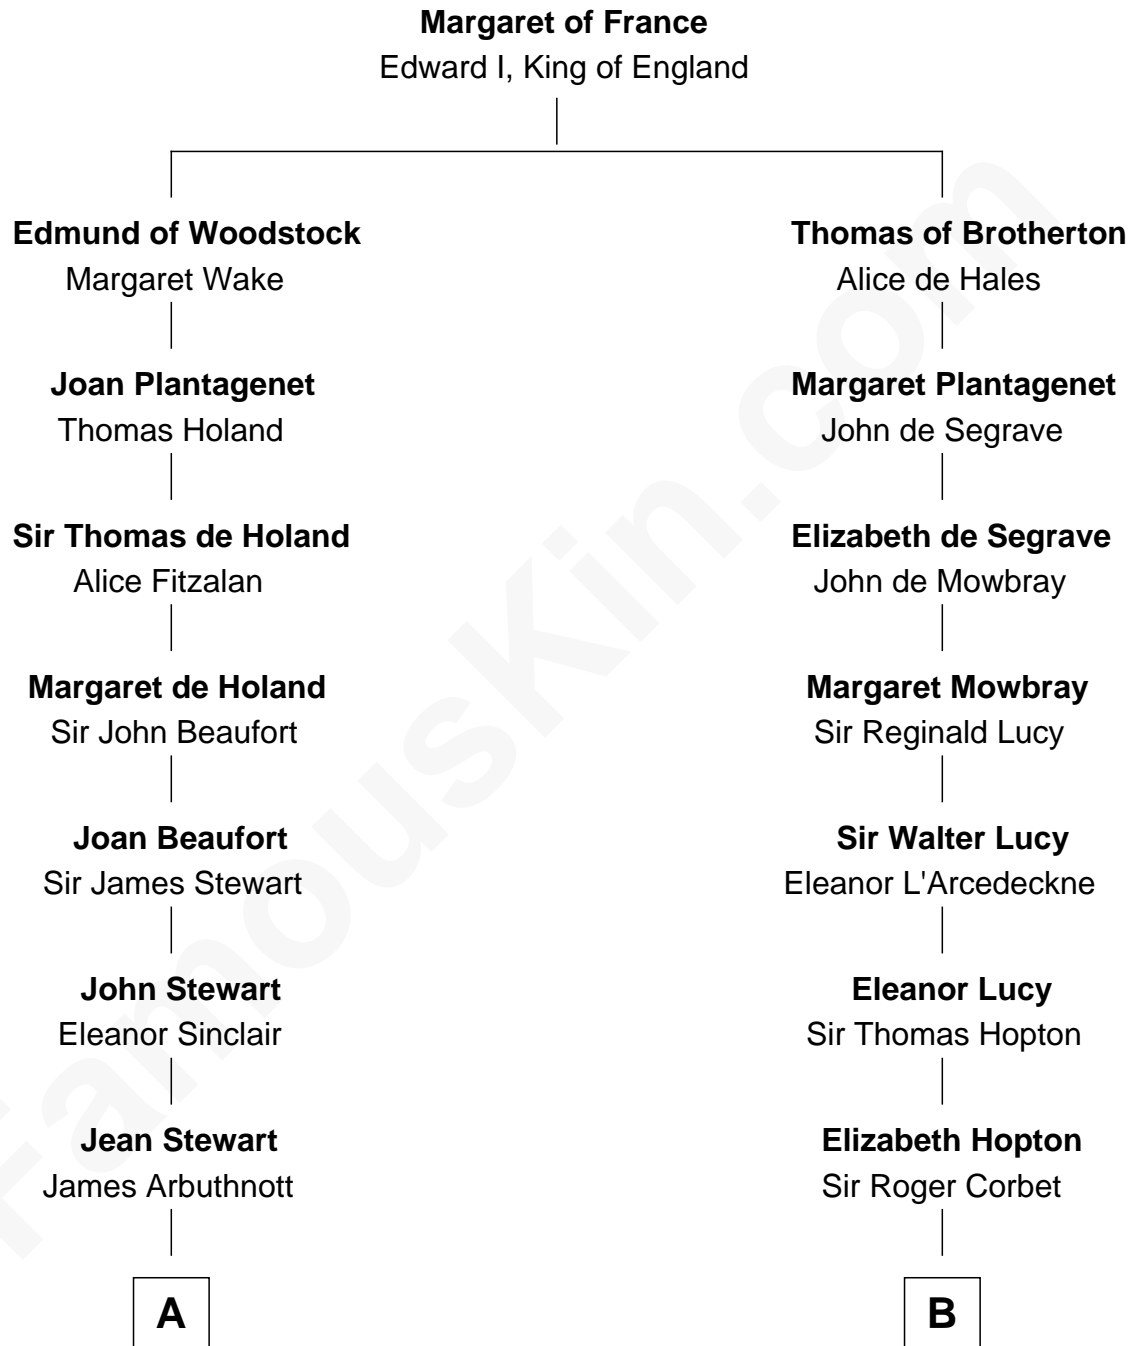 Margaret of France
Edward I, King of England
Edmund of Woodstock
Margaret Wake
Thomas of Brotherton
Alice de Hales
Joan Plantagenet
Thomas Holand
Margaret Plantagenet
John de Segrave
Sir Thomas de Holand
Alice Fitzalan
Elizabeth de Segrave
John de Mowbray
Margaret de Holand
Sir John Beaufort
Margaret Mowbray
Sir Reginald Lucy
Joan Beaufort
Sir James Stewart
Sir Walter Lucy
Eleanor L'Arcedeckne
John Stewart
Eleanor Sinclair
Eleanor Lucy
Sir Thomas Hopton
Jean Stewart
James Arbuthnott
Elizabeth Hopton
Sir Roger Corbet
A
B
FamousKin.com